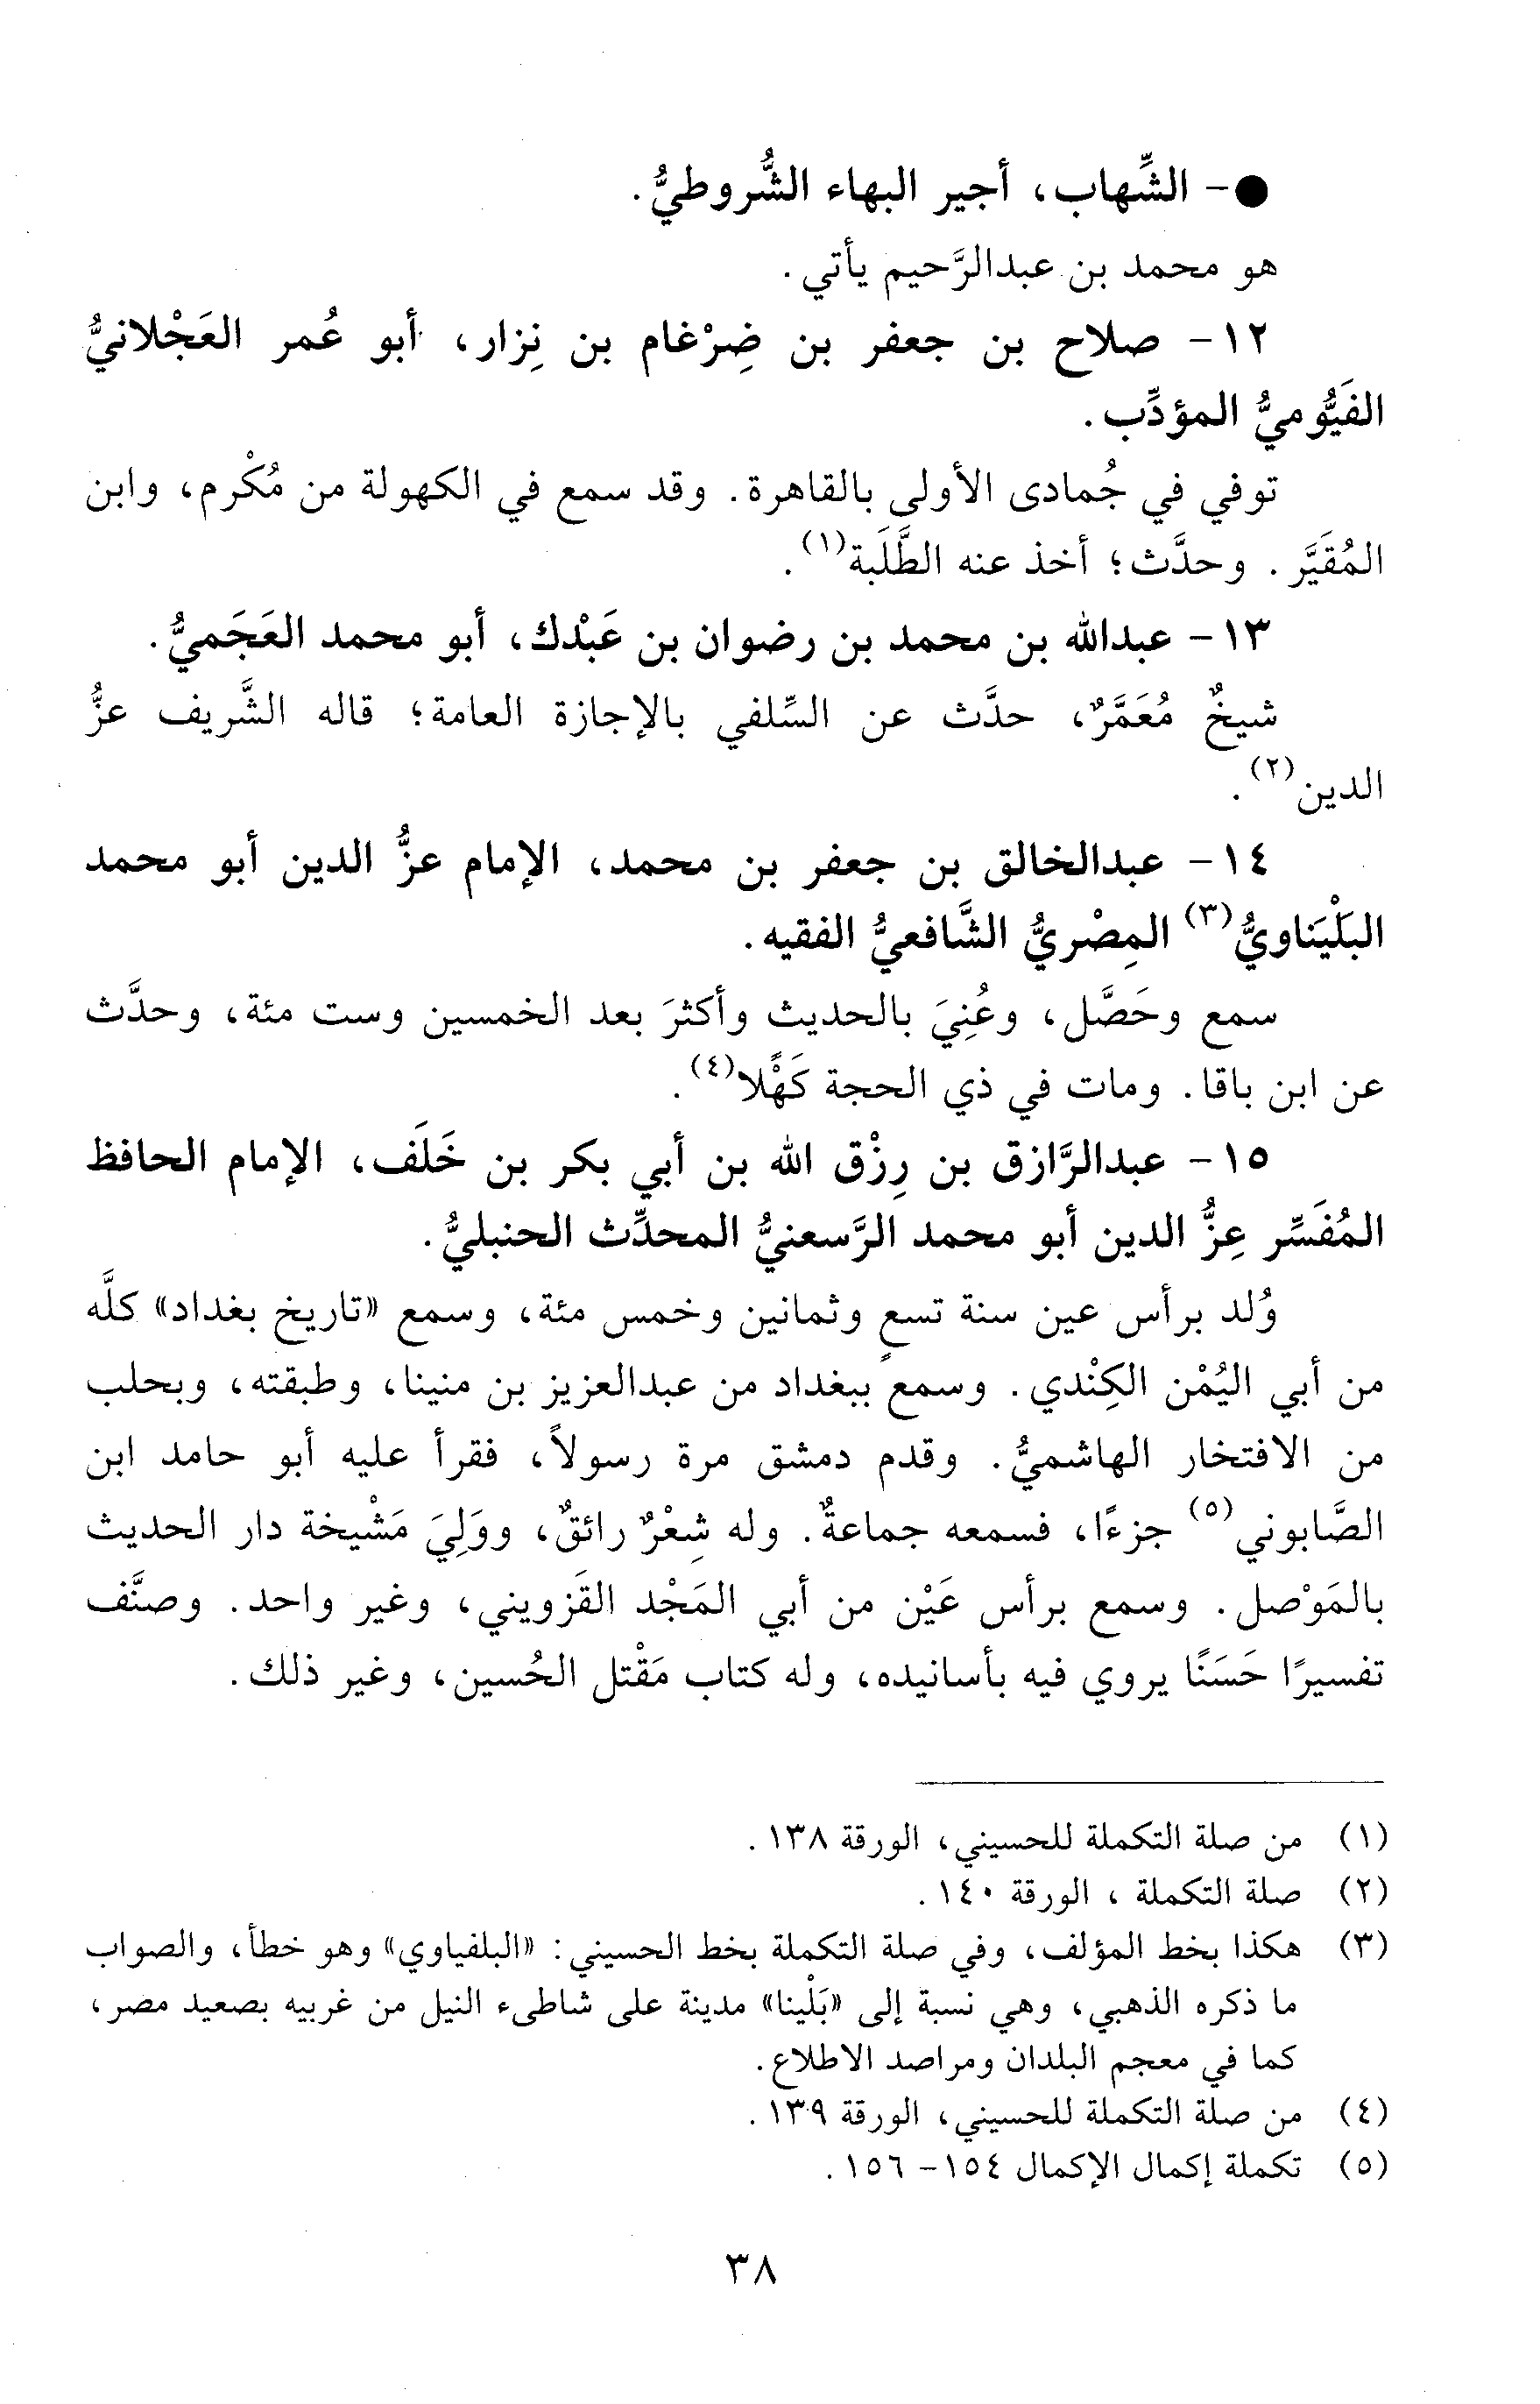 ● - الشِّهاب، أجير البهاء الشُّروطيُّ.
هو محمد بن عبدالرَّحيم يأتي.
١٢ - صلاح بن جعفر بن ضِرْغام بن نِزار، أبو عُمر العَجْلانيُّ
الفَيُّوميُّ المؤدِّب.
توفي في جُمادى الأولى بالقاهرة. وقد سمع في الكهولة من مُكْرم، وابن
المُقَيَّر. وحدَّث؛ أخذ عنه الطَّلَبة(١).
١٣ - عبدالله بن محمد بن رضوان بن عَبْدك، أبو محمد العَجَميُّ.
شيخٌ مُعَمَّرٌ، حدَّث عن السِّلفي بالإجازة العامة؛ قاله الشَّريف عزُّ
الدين(٢).
١٤ - عبدالخالق بن جعفر بن محمد، الإمام عزُّ الدين أبو محمد
البَلْيَناويُّ(٣) المِصْريُّ الشَّافعيُّ الفقيه.
سمع وحَصَّل، وعُنِيَ بالحديث وأكثرَ بعد الخمسين وست مئة، وحدَّث
عن ابن باقا. ومات في ذي الحجة كَهْلًا(٤).
١٥ - عبدالرَّازق بن رِزْق الله بن أبي بكر بن خَلَف، الإمام الحافظ
المُفَسِّر عِزُّ الدين أبو محمد الرَّسعنيُّ المحدِّث الحنبليُّ.
وُلد برأس عين سنة تسعٍ وثمانين وخمس مئة، وسمع «تاريخ بغداد» كلَّه
من أبي اليُمْن الكِنْدي. وسمع ببغداد من عبدالعزيز بن منينا، وطبقته، وبحلب
من الافتخار الهاشميُّ. وقدم دمشق مرة رسولاً، فقرأ عليه أبو حامد ابن
الصَّابوني(٥) جزءًا، فسمعه جماعةٌ. وله شِعْرٌ رائقٌ، ووَلِيَ مَشْيخة دار الحديث
بالمَوْصل. وسمع برأس عَيْن من أبي المَجْد القَزويني، وغير واحد. وصنَّف
تفسيرًا حَسَنًا يروي فيه بأسانيده، وله كتاب مَقْتل الحُسين، وغير ذلك.
(١) من صلة التكملة للحسيني، الورقة ١٣٨.
(٢) صلة التكملة ، الورقة ١٤٠.
(٣) هكذا بخط المؤلف، وفي صلة التكملة بخط الحسيني: «البلفياوي» وهو خطأ، والصواب
ما ذكره الذهبي، وهي نسبة إلى «بَلْينا» مدينة على شاطىء النيل من غربيه بصعيد مصر،
كما في معجم البلدان ومراصد الاطلاع.
(٤) من صلة التكملة للحسيني، الورقة ١٣٩.
(٥) تكملة إكمال الإكمال ١٥٤ - ١٥٦.
٣٨